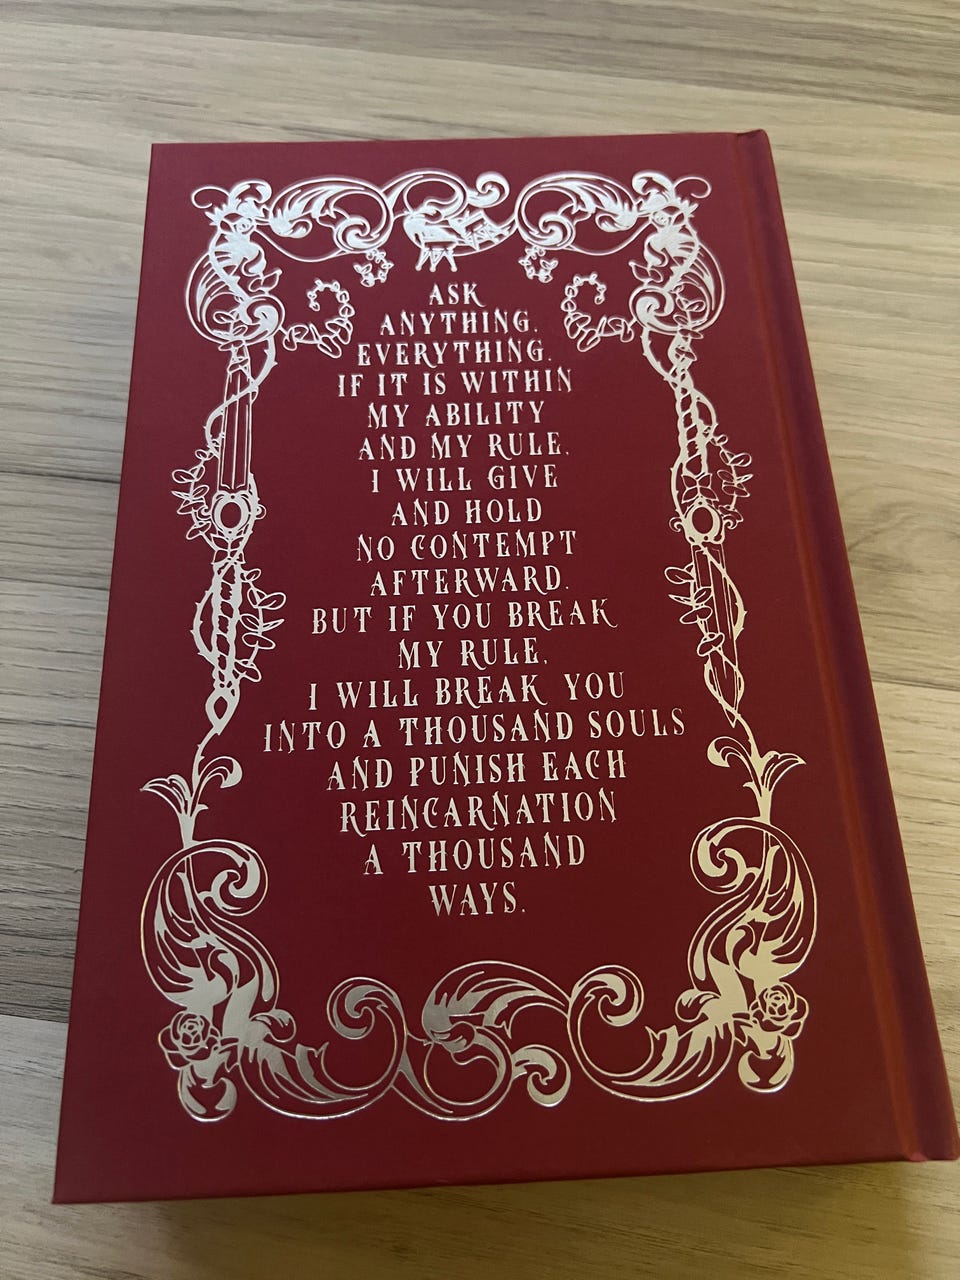 ASK
ANYTHING.
EVERYTHING.
IF IT IS WITHIN
MY ABILITY
AND MY RULE,
I WILL GIVE
AND HOLD
NO CONTEMPT
AFTERWARD.
BUT IF YOU BREAK
MY RULE,
I WILL BREAK YOU
INTO A THOUSAND SOULS
AND PUNISH EACH
REINCARNATION
A THOUSAND
WAYS.